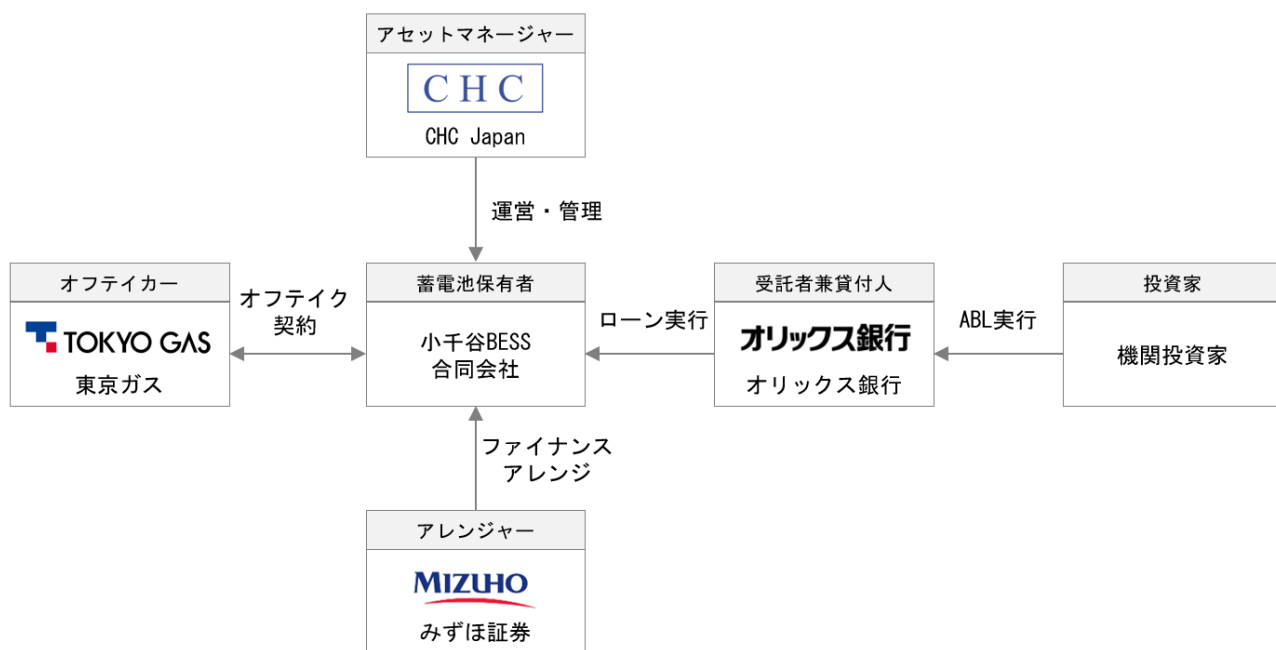 アセットマネージャー
CHC
CHC Japan
運営・管理
オフテイカー
TOKYO GAS
東京ガス
オフテイク
契約
蓄電池保有者
小千谷BESS
合同会社
ローン実行
受託者兼貸付人
オリックス銀行
オリックス銀行
ABL実行
投資家
機関投資家
ファイナンス
アレンジ
アレンジャー
MIZUHO
みずほ証券